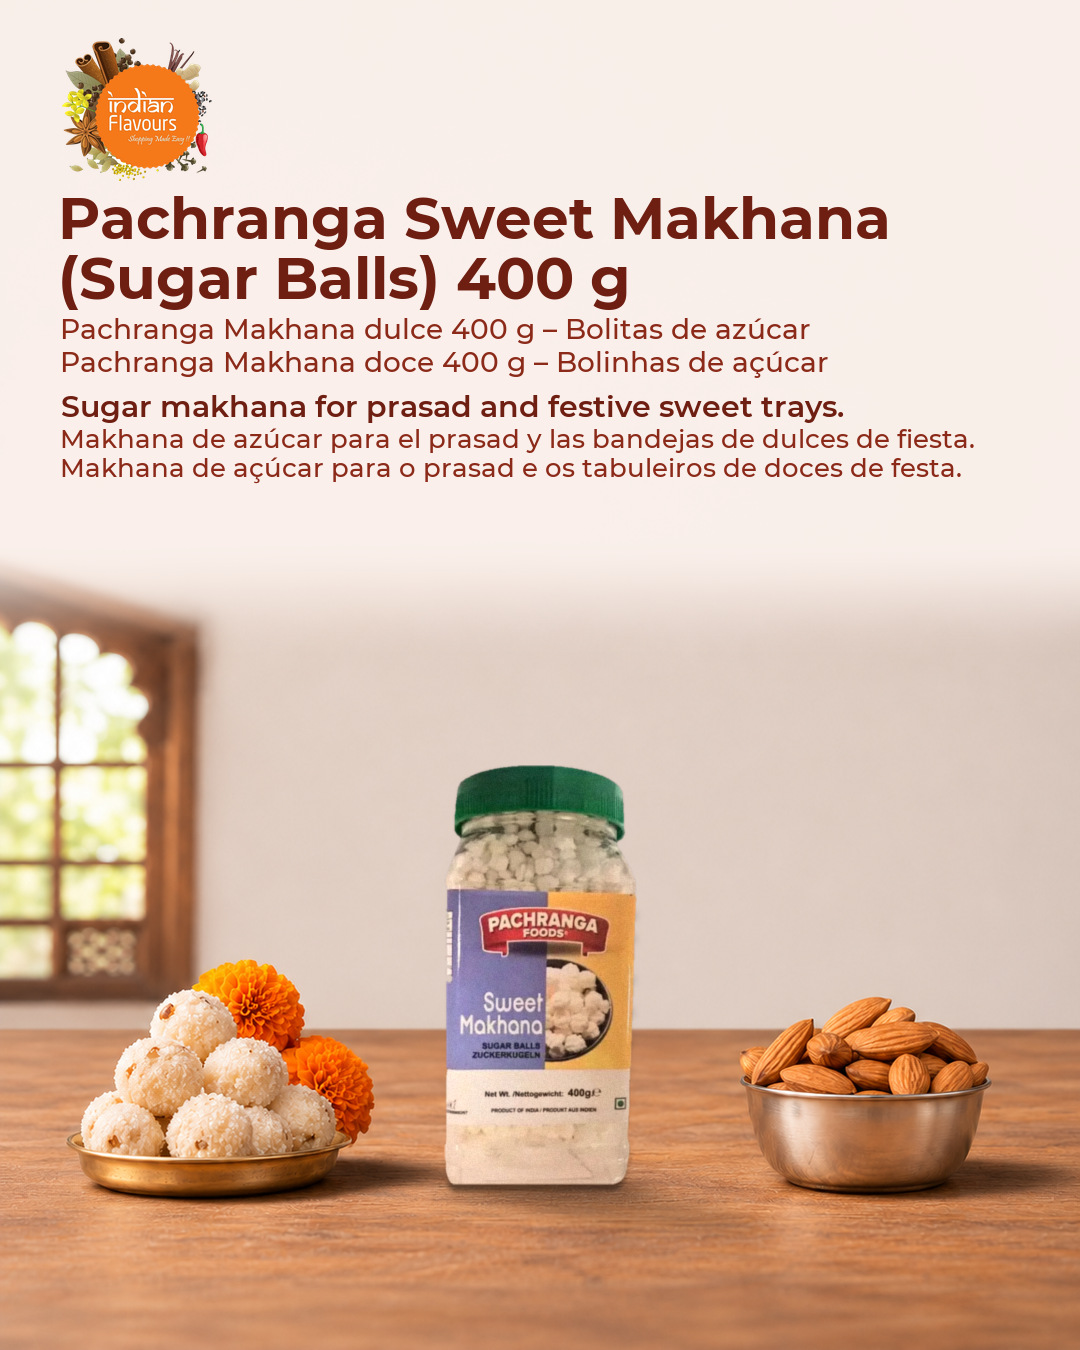 indian
Flavours
Shopping Made Easy !!
Pachranga Sweet Makhana
(Sugar Balls) 400 g
Pachranga Makhana dulce 400 g – Bolitas de azúcar
Pachranga Makhana doce 400 g – Bolinhas de açúcar
Sugar makhana for prasad and festive sweet trays.
Makhana de azúcar para el prasad y las bandejas de dulces de fiesta.
Makhana de açúcar para o prasad e os tabuleiros de doces de festa.
PACHRANGA
FOODS
Sweet
Makhana
SUGAR BALLS
ZUCKERKUGELN
Net Wt. /Nettogewicht: 400g℮
PRODUCT OF INDIA / PRODUKT AUS INDIEN